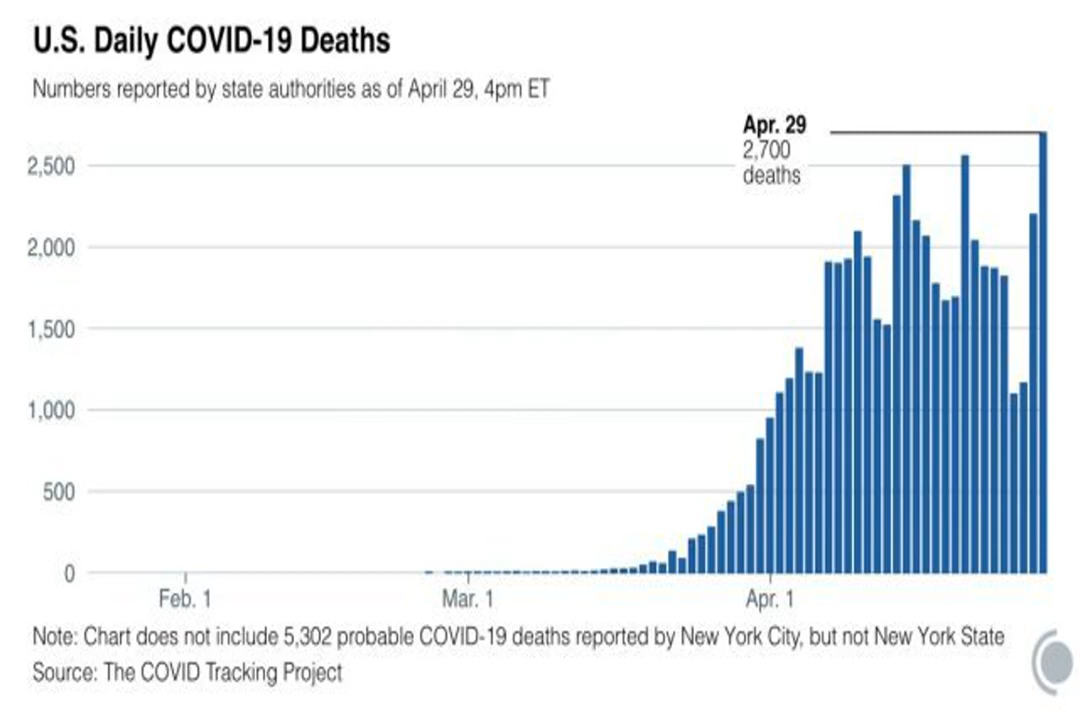 U.S. Daily COVID-19 Deaths
Numbers reported by state authorities as of April 29, 4pm ET
Apr. 29
2,700
deaths
2,500
2,000
1,500
1,000
500
0
Feb. 1 Mar. 1 Apr. 1
Note: Chart does not include 5,302 probable COVID-19 deaths reported by New York City, but not New York State
Source: The COVID Tracking Project